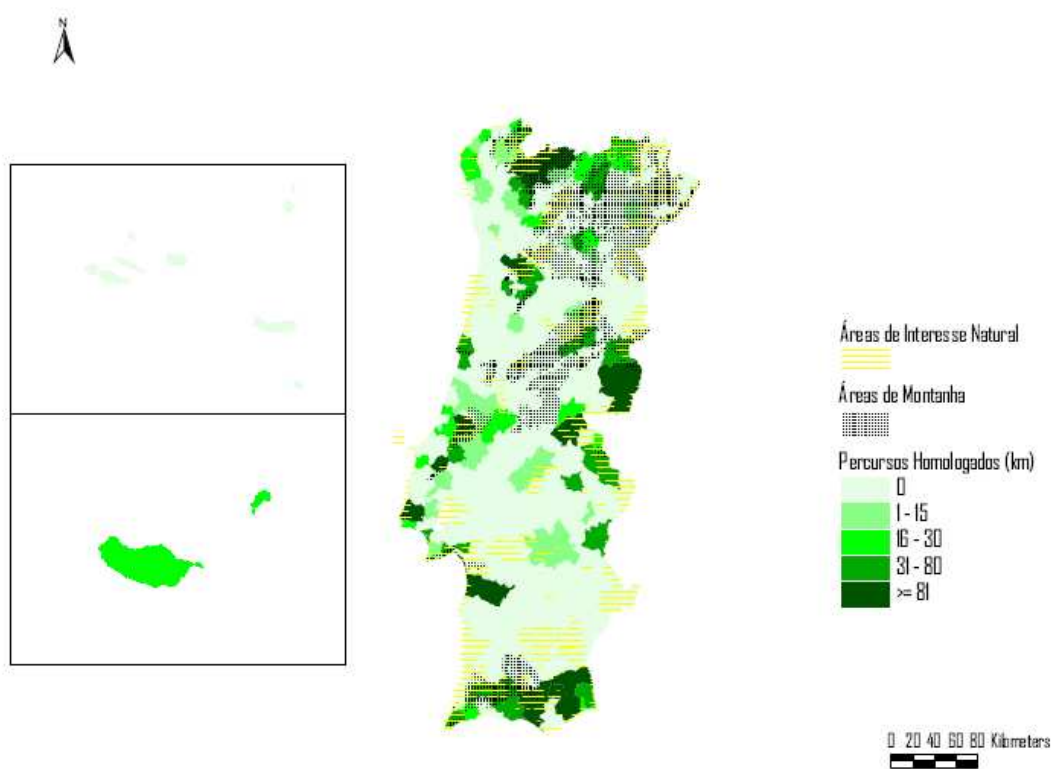 N
Áreas de Interesse Natural
Áreas de Montanha
Percursos Homologados (km)
0
1 - 15
16 - 30
31 - 80
>= 81
0 20 40 60 80 Kilometers